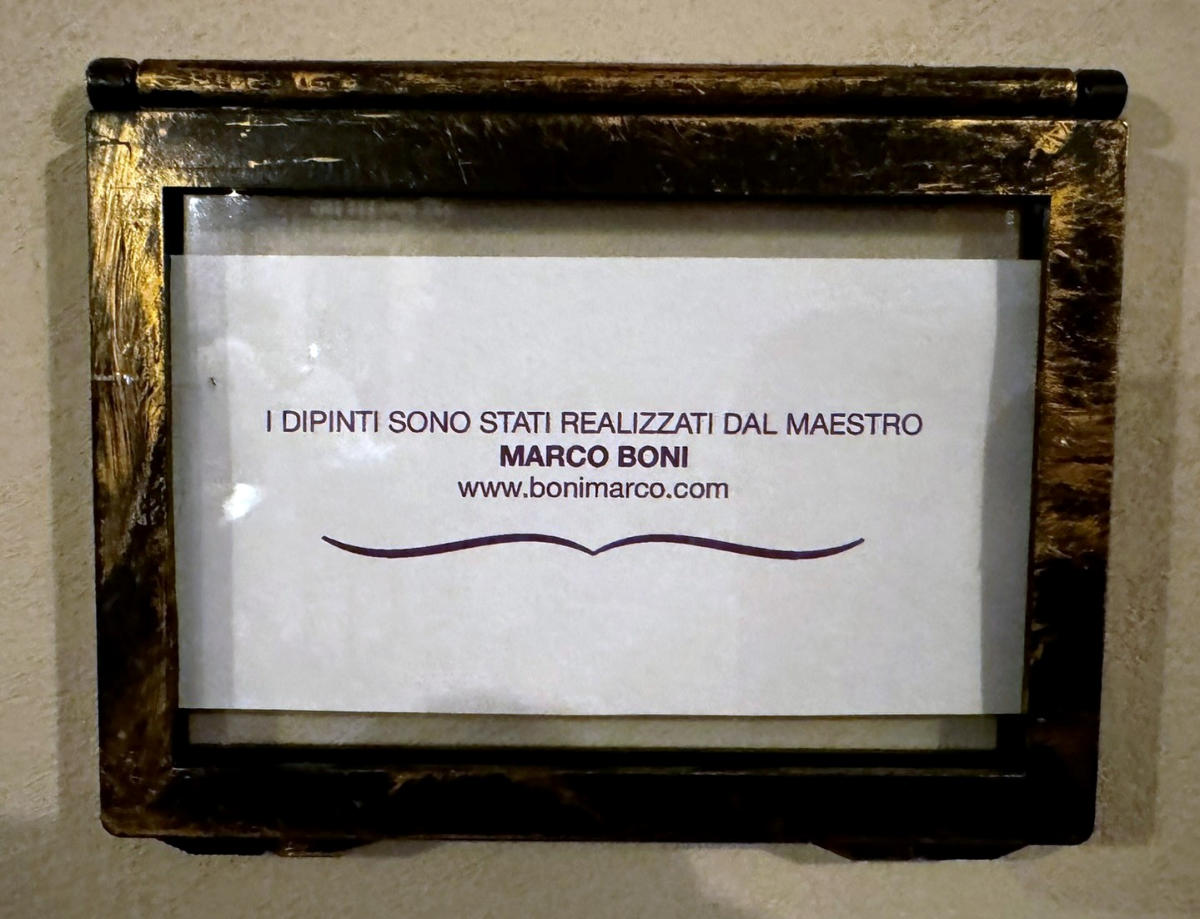 I DIPINTI SONO STATI REALIZZATI DAL MAESTRO
MARCO BONI
www.bonimarco.com